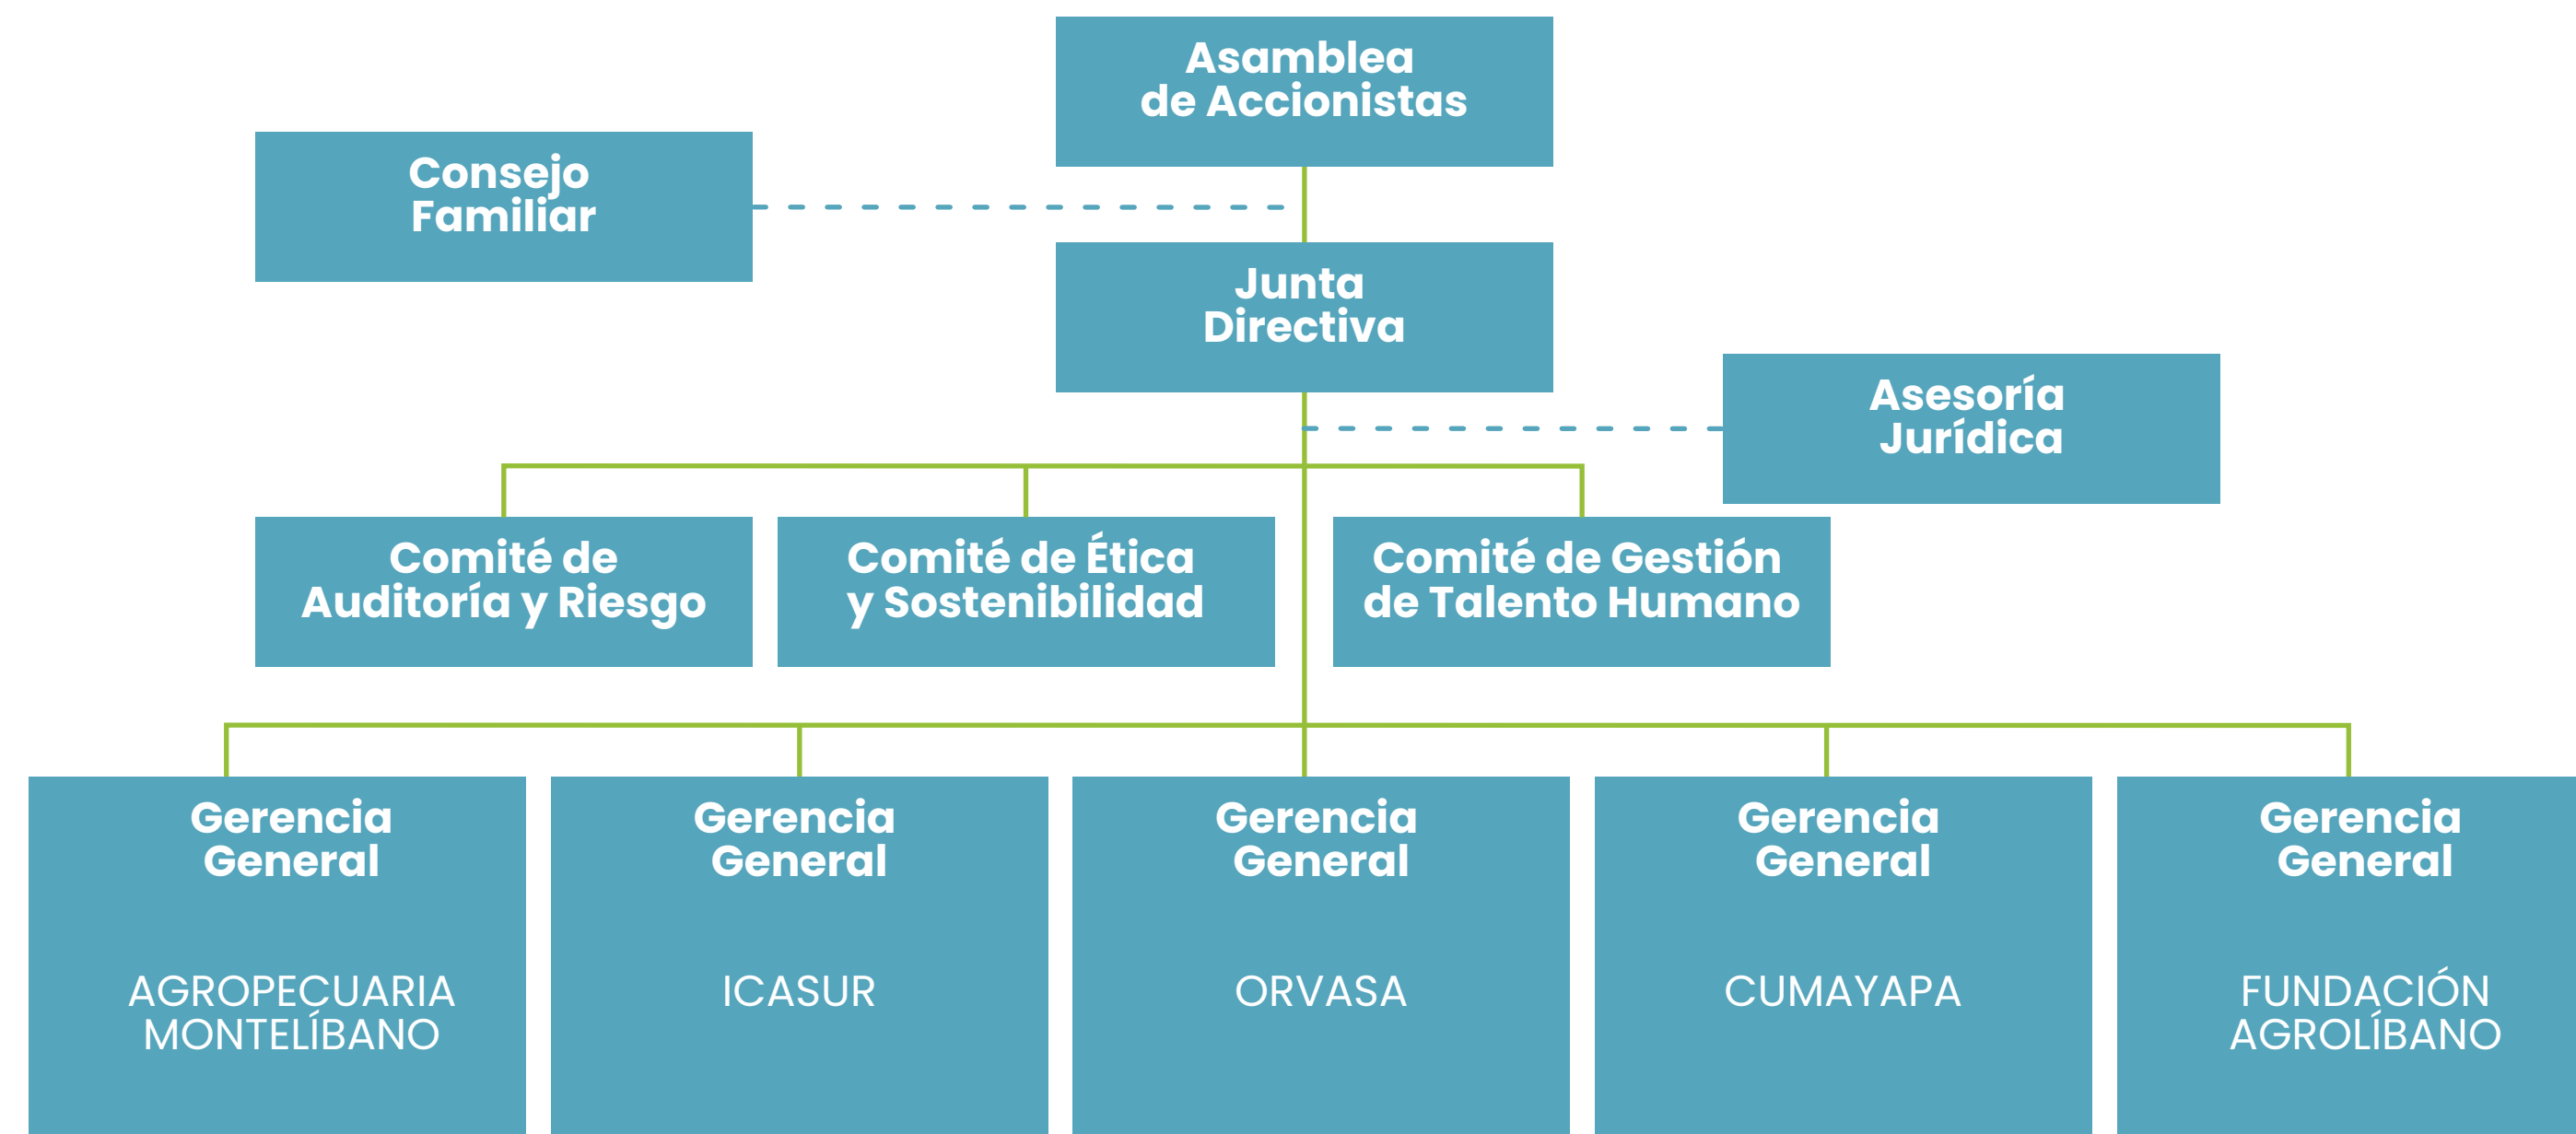 Asamblea
de Accionistas
Consejo
Familiar
Junta
Directiva
Asesoría
Jurídica
Comité de
Auditoría y Riesgo
Comité de Ética
y Sostenibilidad
Comité de Gestión
de Talento Humano
Gerencia
General
AGROPECUARIA
MONTELÍBANO
Gerencia
General
ICASUR
Gerencia
General
ORVASA
Gerencia
General
CUMAYAPA
Gerencia
General
FUNDACIÓN
AGROLÍBANO